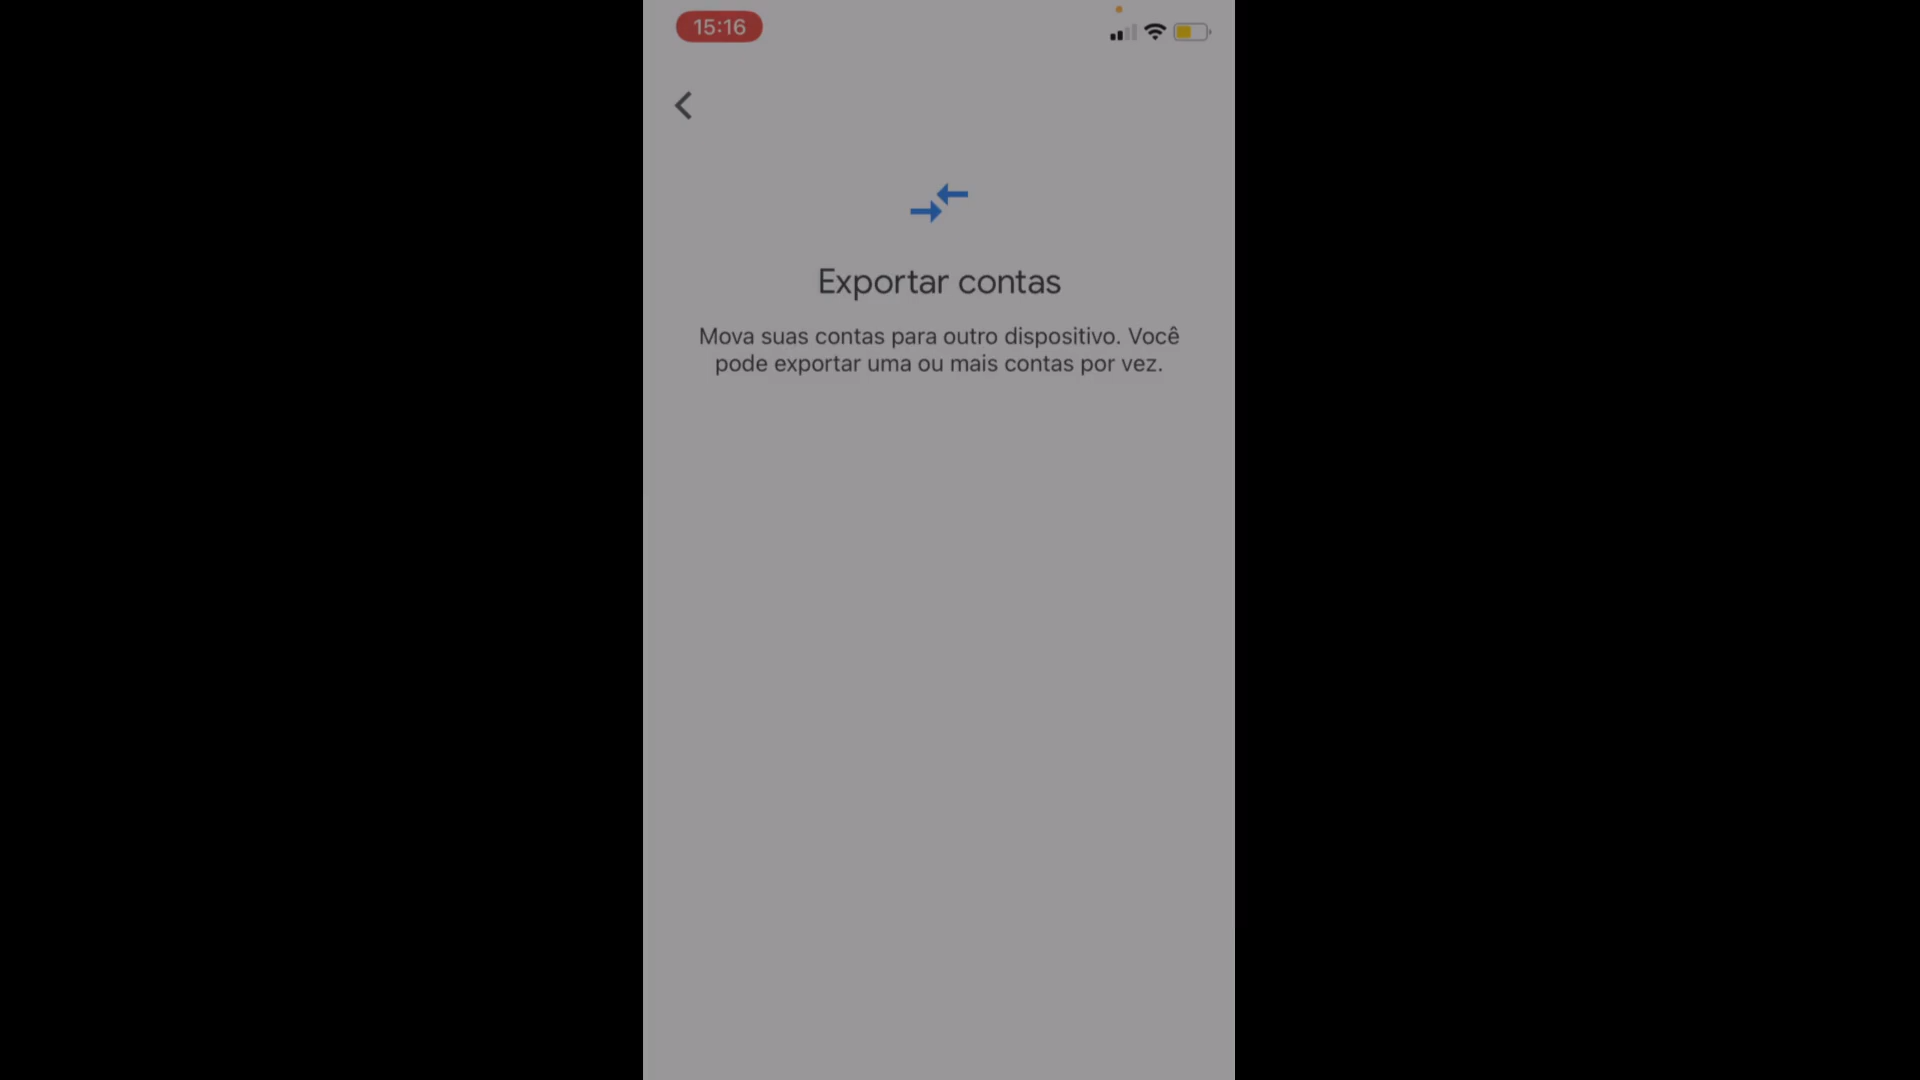 15:16
Exportar contas
Mova suas contas para outro dispositivo. Você
pode exportar uma ou mais contas por vez.